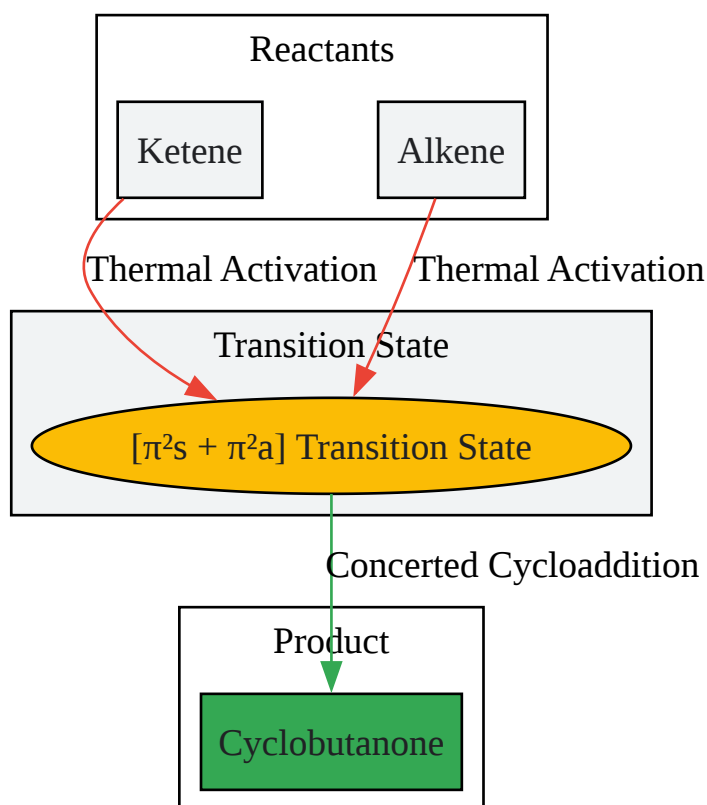 Reactants
Ketene
Alkene
Thermal Activation
Thermal Activation
Transition State
[π²s + π²a] Transition State
Concerted Cycloaddition
Product
Cyclobutanone